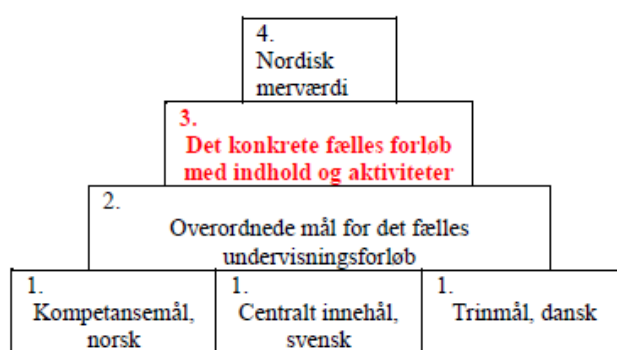 4.
Nordisk
merværdi
3.
Det konkrete fælles forløb
med indhold og aktiviteter
2.
Overordnede mål for det fælles
undervisningsforløb
1.
Kompetansemål,
norsk
1.
Centralt innehål,
svensk
1.
Trinmål, dansk